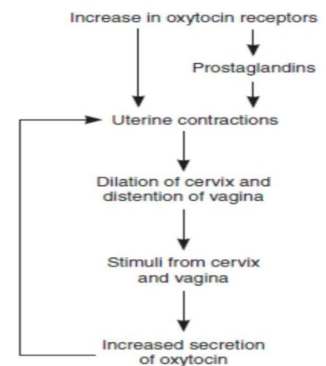 Increase in oxytocin receptors
Prostaglandins
Uterine contractions
Dilation of cervix and
distention of vagina
Stimuli from cervix
and vagina
Increased secretion
of oxytocin